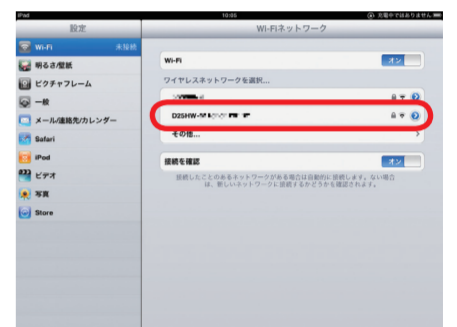 iPad
10:05
充電中ではありません
設定
Wi-Fiネットワーク
Wi-Fi
未接続
明るさ/壁紙
ピクチャフレーム
一般
メール/連絡先/カレンダー
Safari
iPod
ビデオ
写真
Store
Wi-Fi
オン
ワイヤレスネットワークを選択...
D25HW-
その他...
接続を確認
オン
接続したことのあるネットワークがある場合は自動的に接続します。ない場合
は、新しいネットワークに接続するかどうかを確認されます。